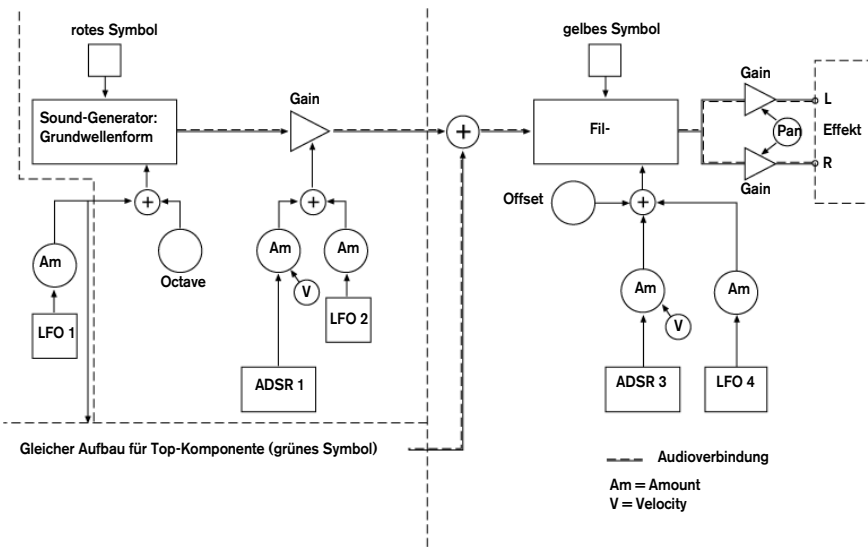 rotes Symbol
gelbes Symbol
Sound-Generator:
Grundwellenform
Gain
+
Fil-
Gain
L
Pan
Effekt
R
Gain
+
+
Offset
+
Am
Octave
Am
Am
V
Am
Am
V
LFO 1
LFO 2
ADSR 1
ADSR 3
LFO 4
Gleicher Aufbau für Top-Komponente (grünes Symbol)
Audioverbindung
Am = Amount
V = Velocity